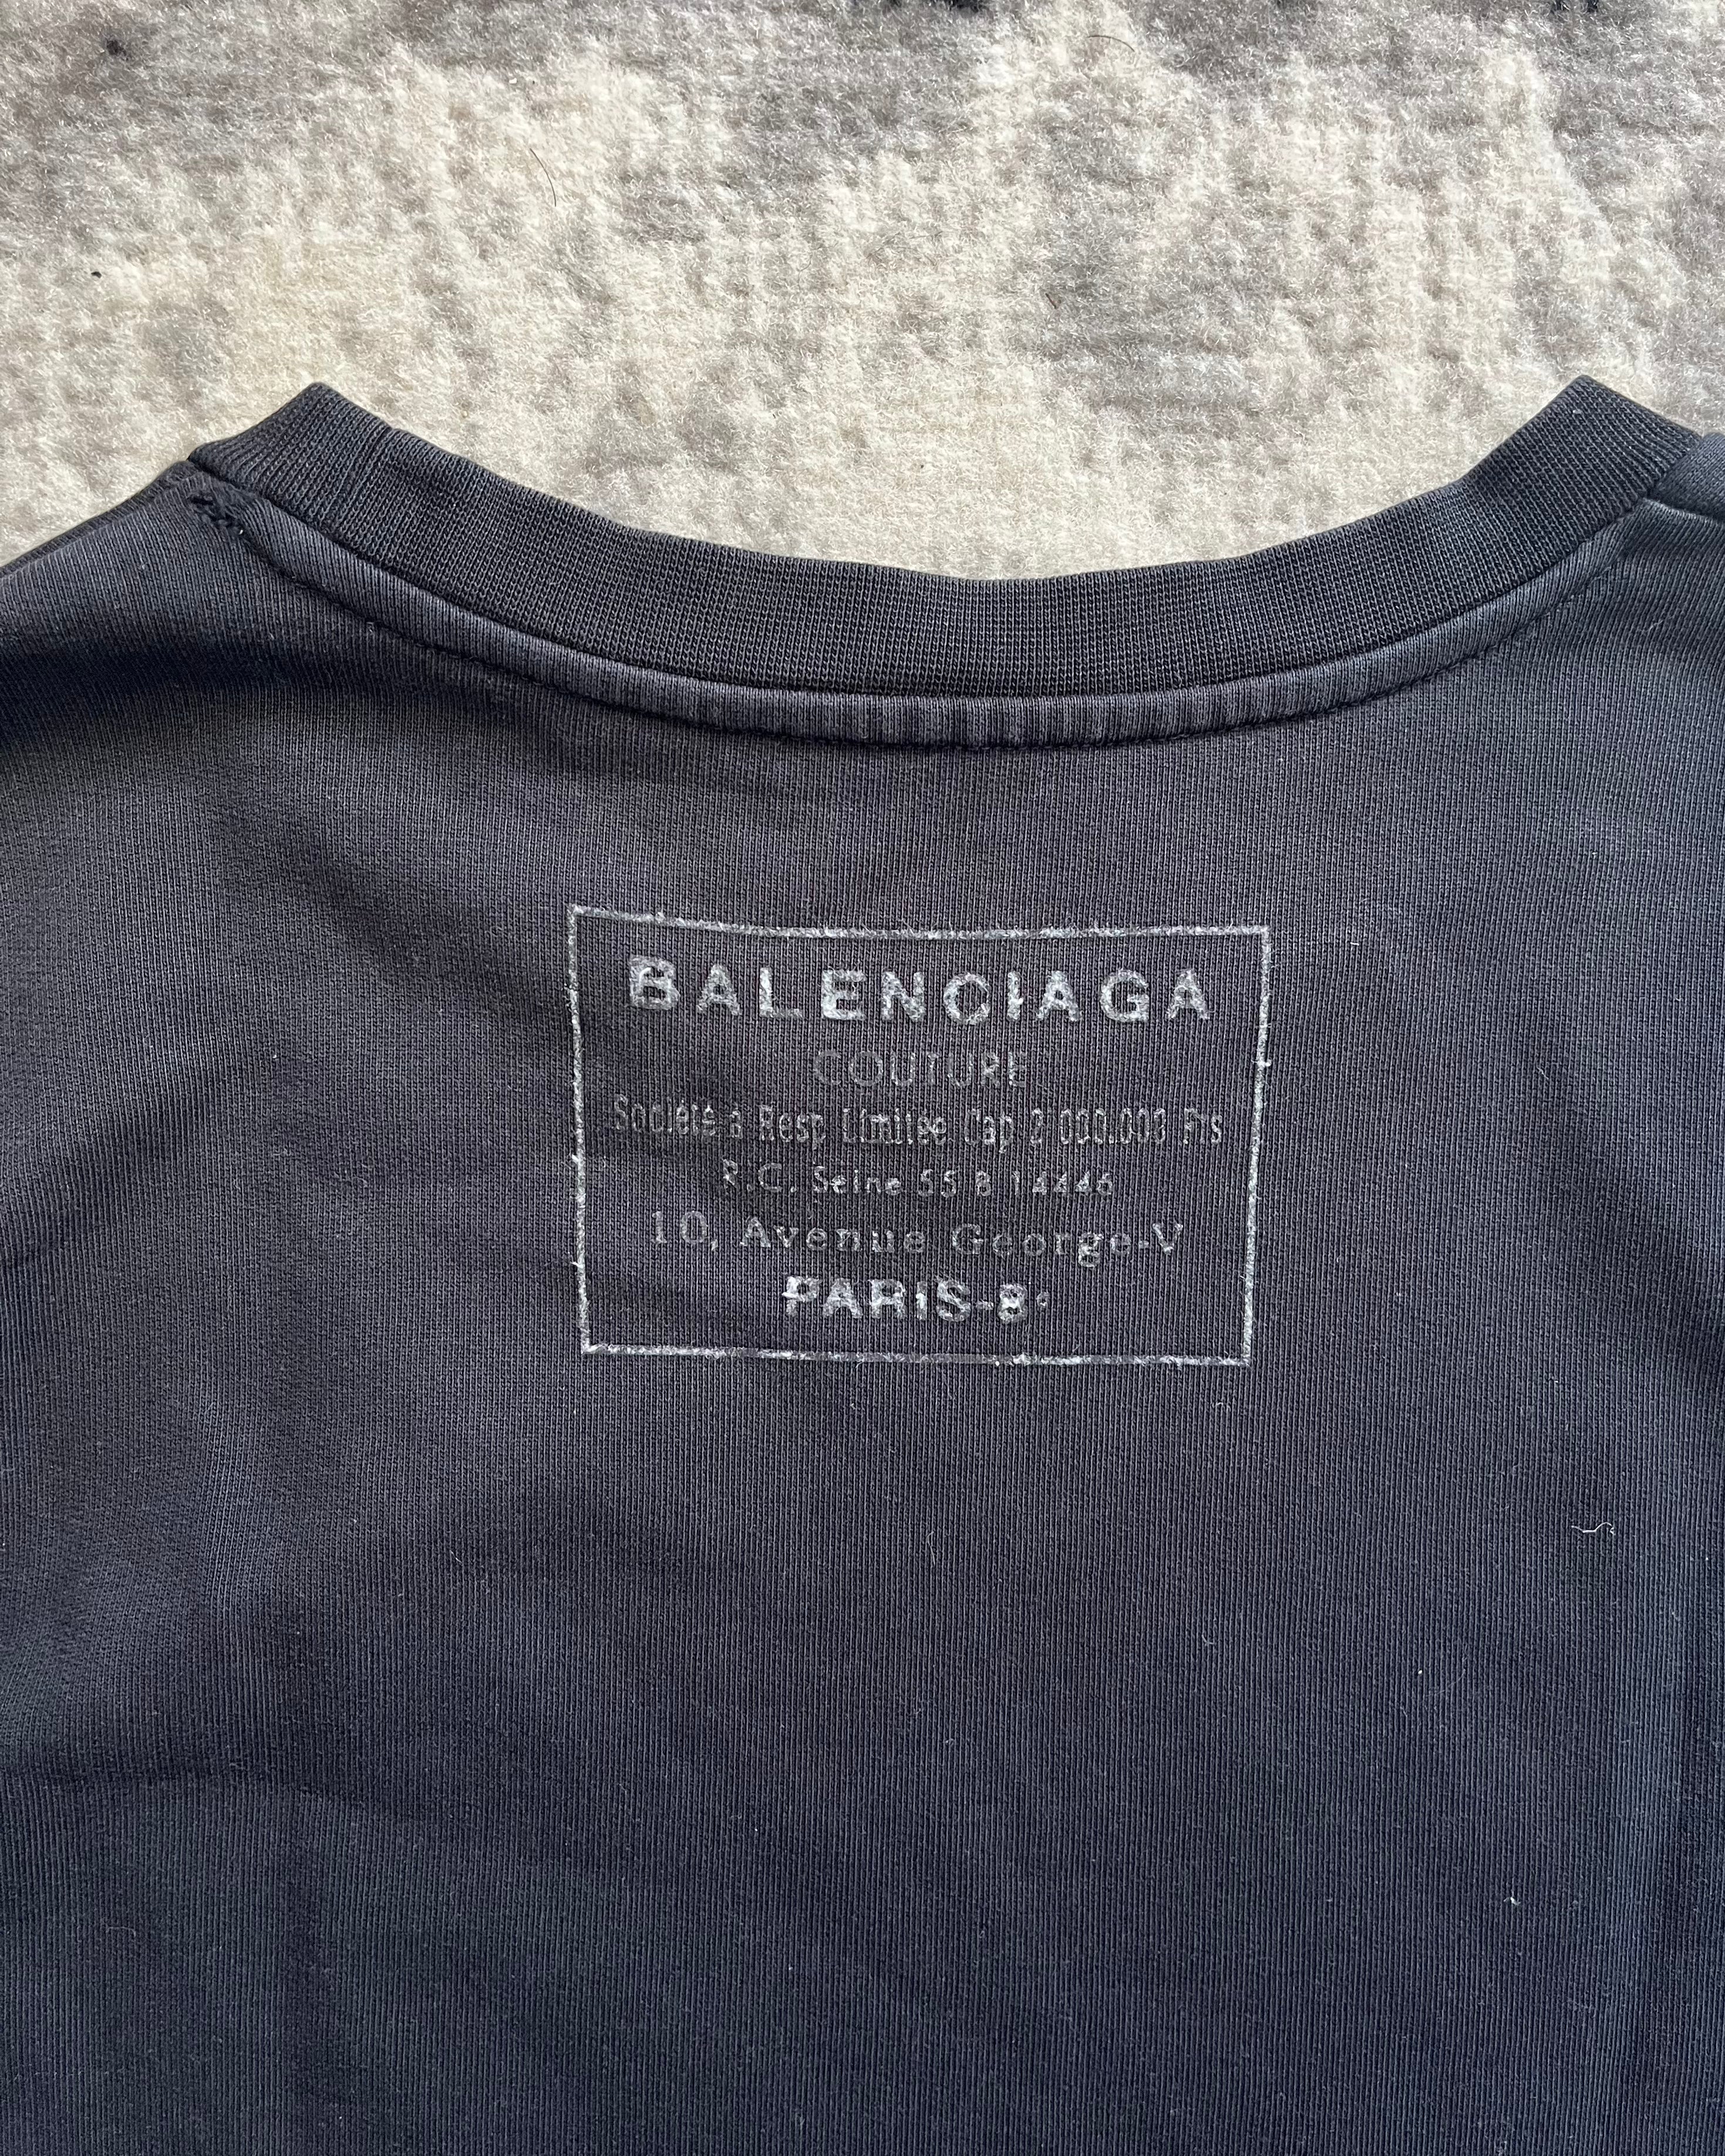 BALENCIAGA
COUTURE
Société à Resp Limitée Cap 2 000.000 Frs
R.C. Seine 55 B 14446
10, Avenue George-V
PARIS-8e